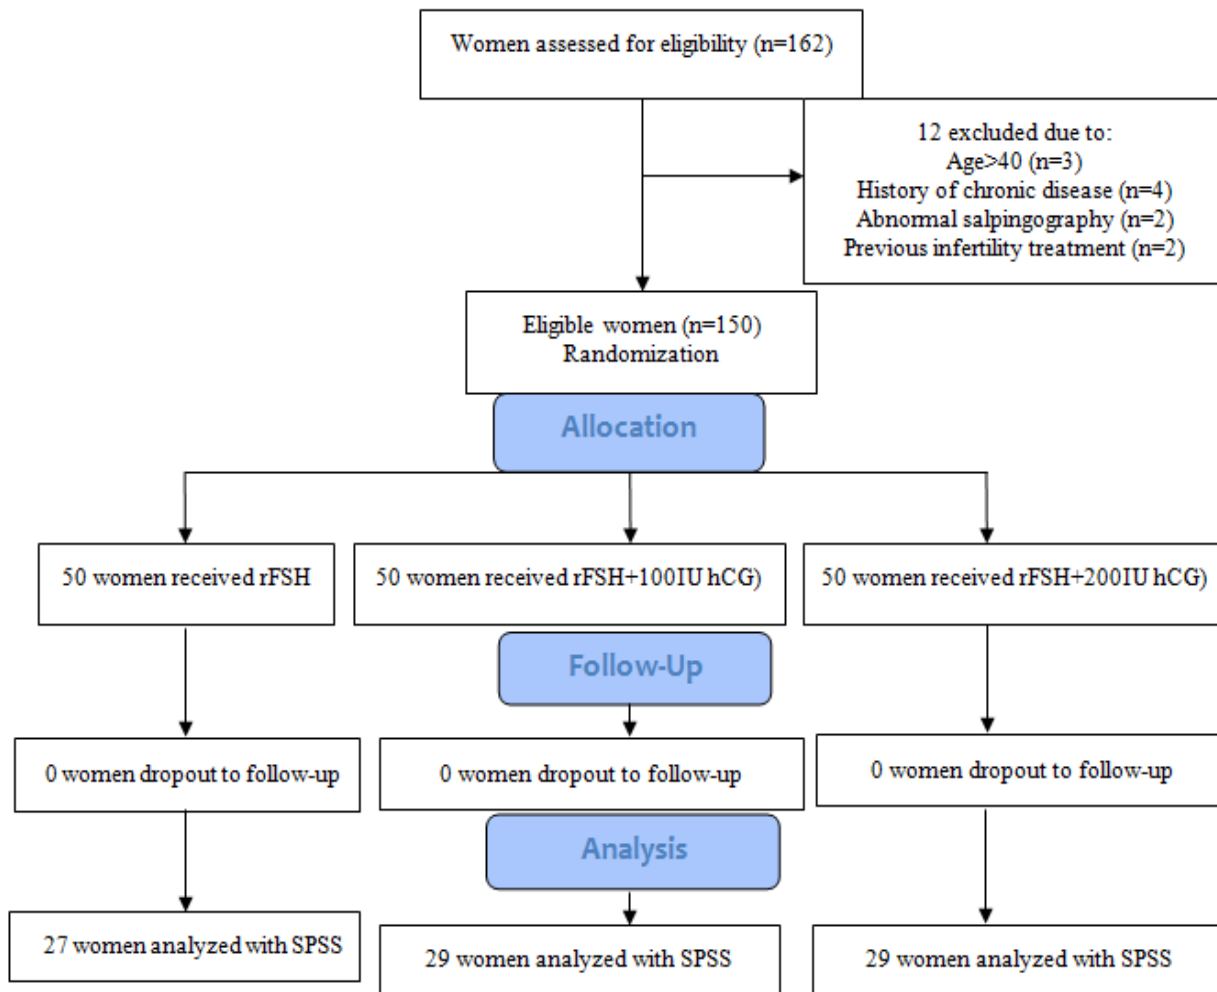 Women assessed for eligibility (n=162)
12 excluded due to:
Age>40 (n=3)
History of chronic disease (n=4)
Abnormal salpingography (n=2)
Previous infertility treatment (n=2)
Eligible women (n=150)
Randomization
Allocation
50 women received rFSH
50 women received rFSH+100IU hCG)
50 women received rFSH+200IU hCG)
Follow-Up
0 women dropout to follow-up
0 women dropout to follow-up
0 women dropout to follow-up
Analysis
27 women analyzed with SPSS
29 women analyzed with SPSS
29 women analyzed with SPSS